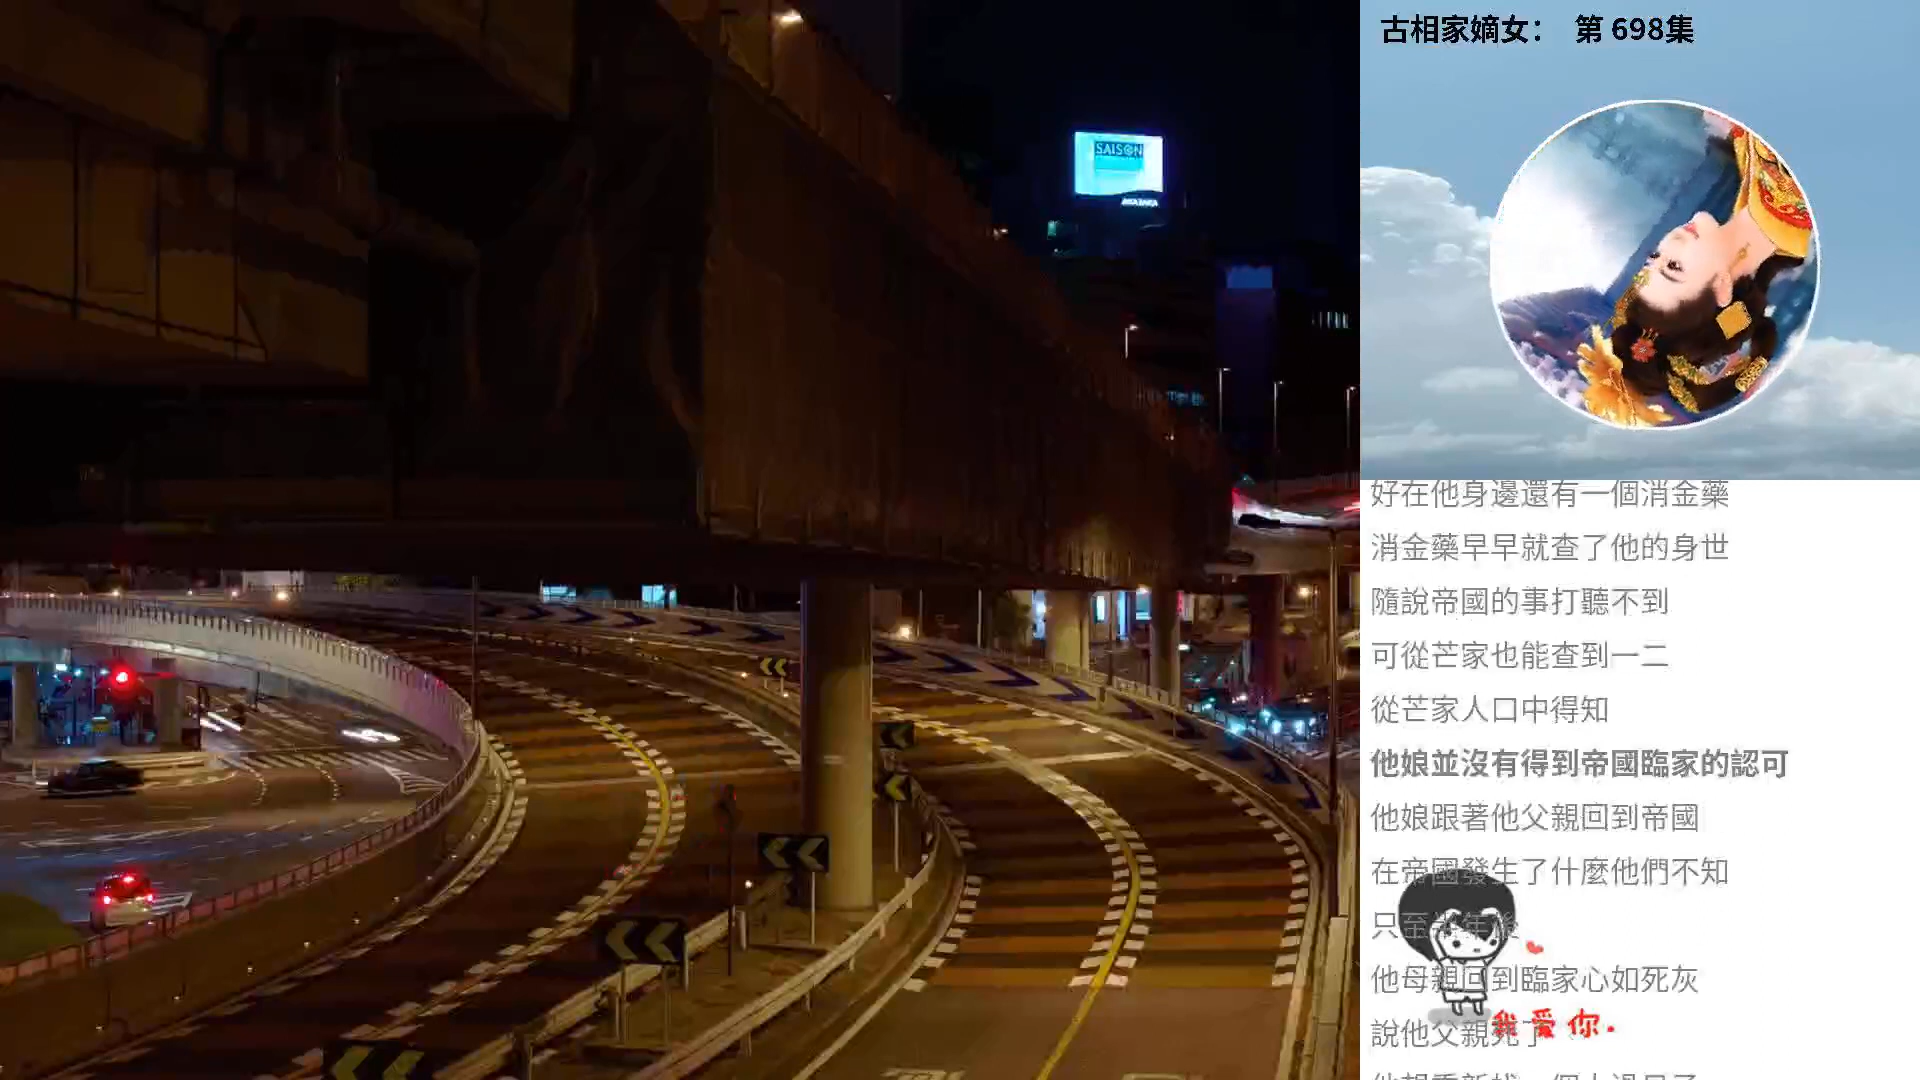 古相家嫡女： 第 698集
SAISON
AKASAKA
好在他身邊還有一個消金藥
消金藥早早就查了他的身世
隨說帝國的事打聽不到
可從芒家也能查到一二
從芒家人口中得知
他娘並沒有得到帝國臨家的認可
他娘跟著他父親回到帝國
在帝國發生了什麼他們不知
只至半年後
他母親回到臨家心如死灰
說他父親死了
我愛你.